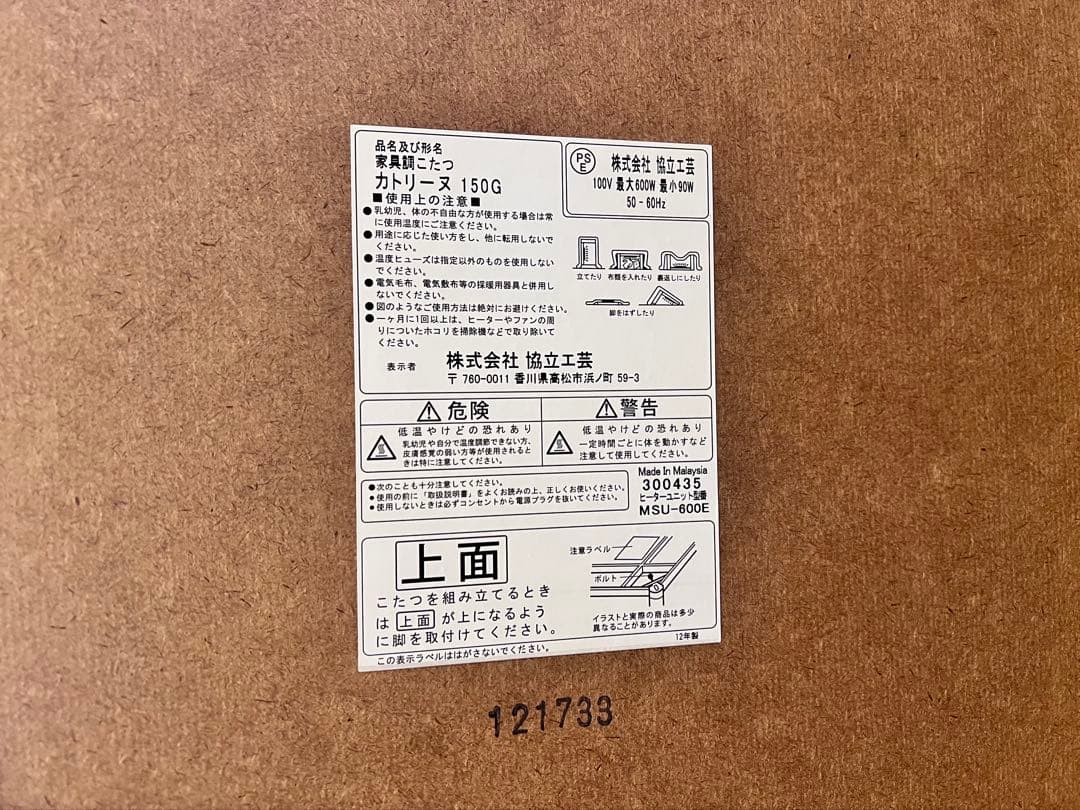 品名及び形名
家具調こたつ
カトリーヌ 150G
■使用上の注意■
●乳幼児、体の不自由な方が使用する場合は常
に使用温度にご注意ください。
●用途に応じた使い方をし、他に転用しないで
ください。
●温度ヒューズは指定以外のものを使用しない
でください。
●電気毛布、電気敷布等の採暖用器具と併用し
ないでください。
●図のようなご使用方法は絶対にお避けください。
●一ヶ月に1回以上は、ヒーターやファンの周
りについたホコリを掃除機などで取り除いて
ください。
PS
E
株式会社 協立工芸
100V 最大600W 最小90W
50-60Hz
立てたり 布類を入れたり 裏返しにしたり
脚をはずしたり
表示者 株式会社 協立工芸
〒760-0011 香川県高松市浜ノ町 59-3
危険
低温やけどの恐れあり
乳幼児や自分で温度調節できない方、
皮膚感覚の弱い方等が使用されると
きは特に注意してください。
警告
低温やけどの恐れあり
一定時間ごとに体を動かすなど
注意して使用してください。
●次のことも十分注意してください。
●使用の前に「取扱説明書」をよくお読みの上、正しくお使いください。
●使用しないときは必ずコンセントから電源プラグを抜いてください。
Made In Malaysia
300435
ヒーターユニット型番
MSU-600E
上面
こたつを組み立てるとき
は 上面 が上になるよう
に脚を取付けてください。
注意ラベル
ボルト
イラストと実際の商品は多少
異なることがあります。
12年製
この表示ラベルははがさないでください。
121733